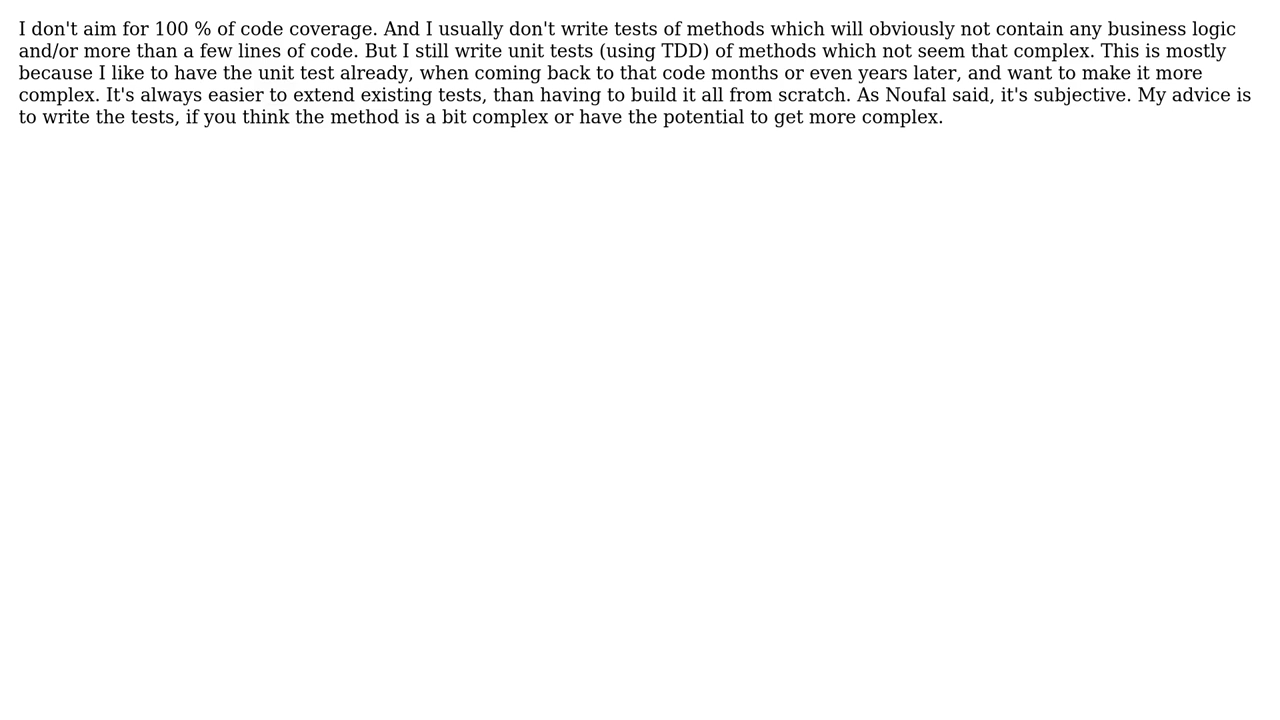 I don't aim for 100 % of code coverage. And I usually don't write tests of methods which will obviously not contain any business logic
and/or more than a few lines of code. But I still write unit tests (using TDD) of methods which not seem that complex. This is mostly
because I like to have the unit test already, when coming back to that code months or even years later, and want to make it more
complex. It's always easier to extend existing tests, than having to build it all from scratch. As Noufal said, it's subjective. My advice is
to write the tests, if you think the method is a bit complex or have the potential to get more complex.